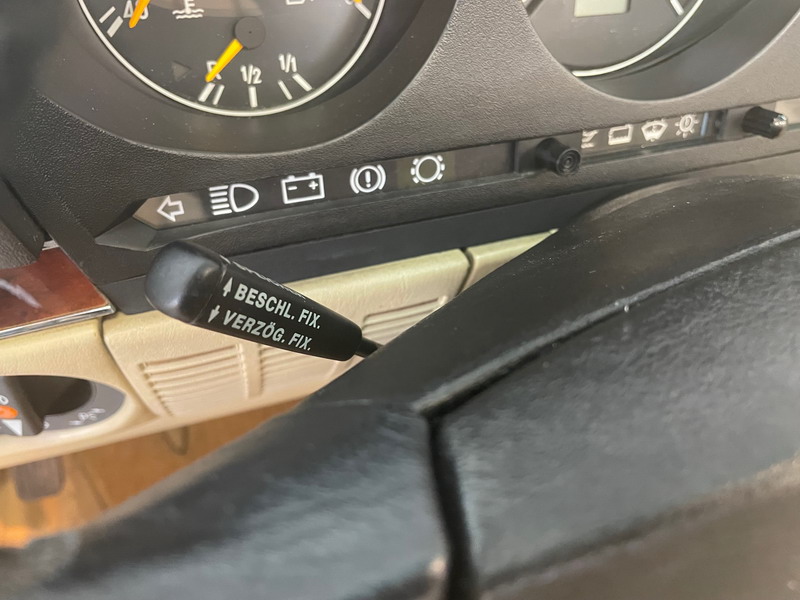 R 1/2 1/1
BESCHL. FIX.
VERZÖG. FIX.